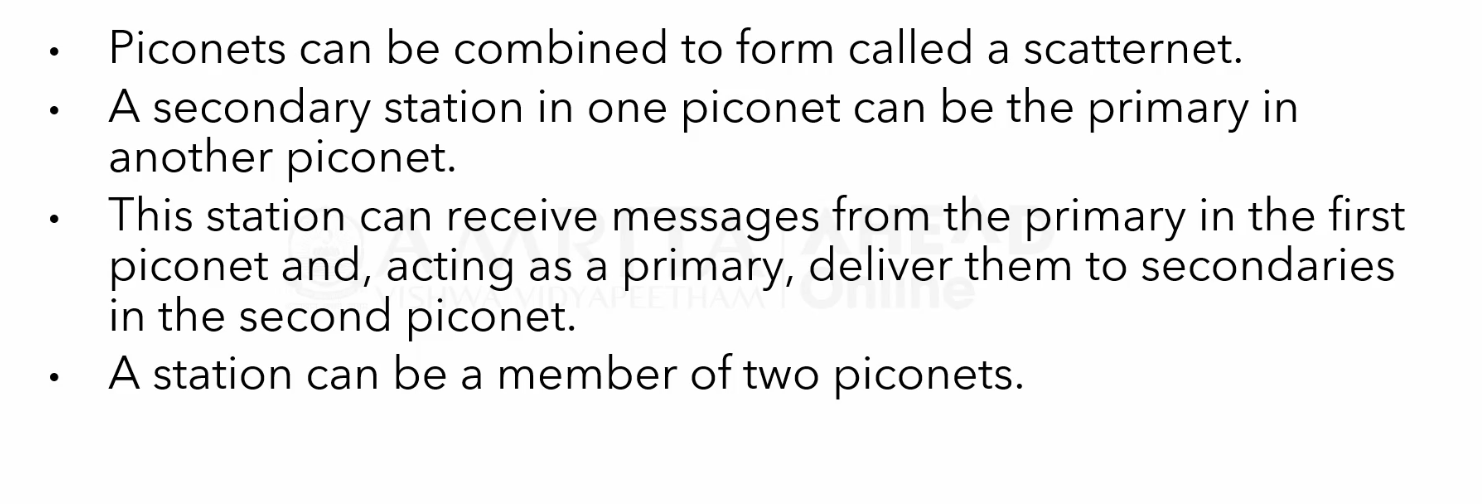 • Piconets can be combined to form called a scatternet.
• A secondary station in one piconet can be the primary in
another piconet.
• This station can receive messages from the primary in the first
piconet and, acting as a primary, deliver them to secondaries
in the second piconet.
• A station can be a member of two piconets.
AMRITA AHEAD
VISHWA VIDYAPEETHAM Online